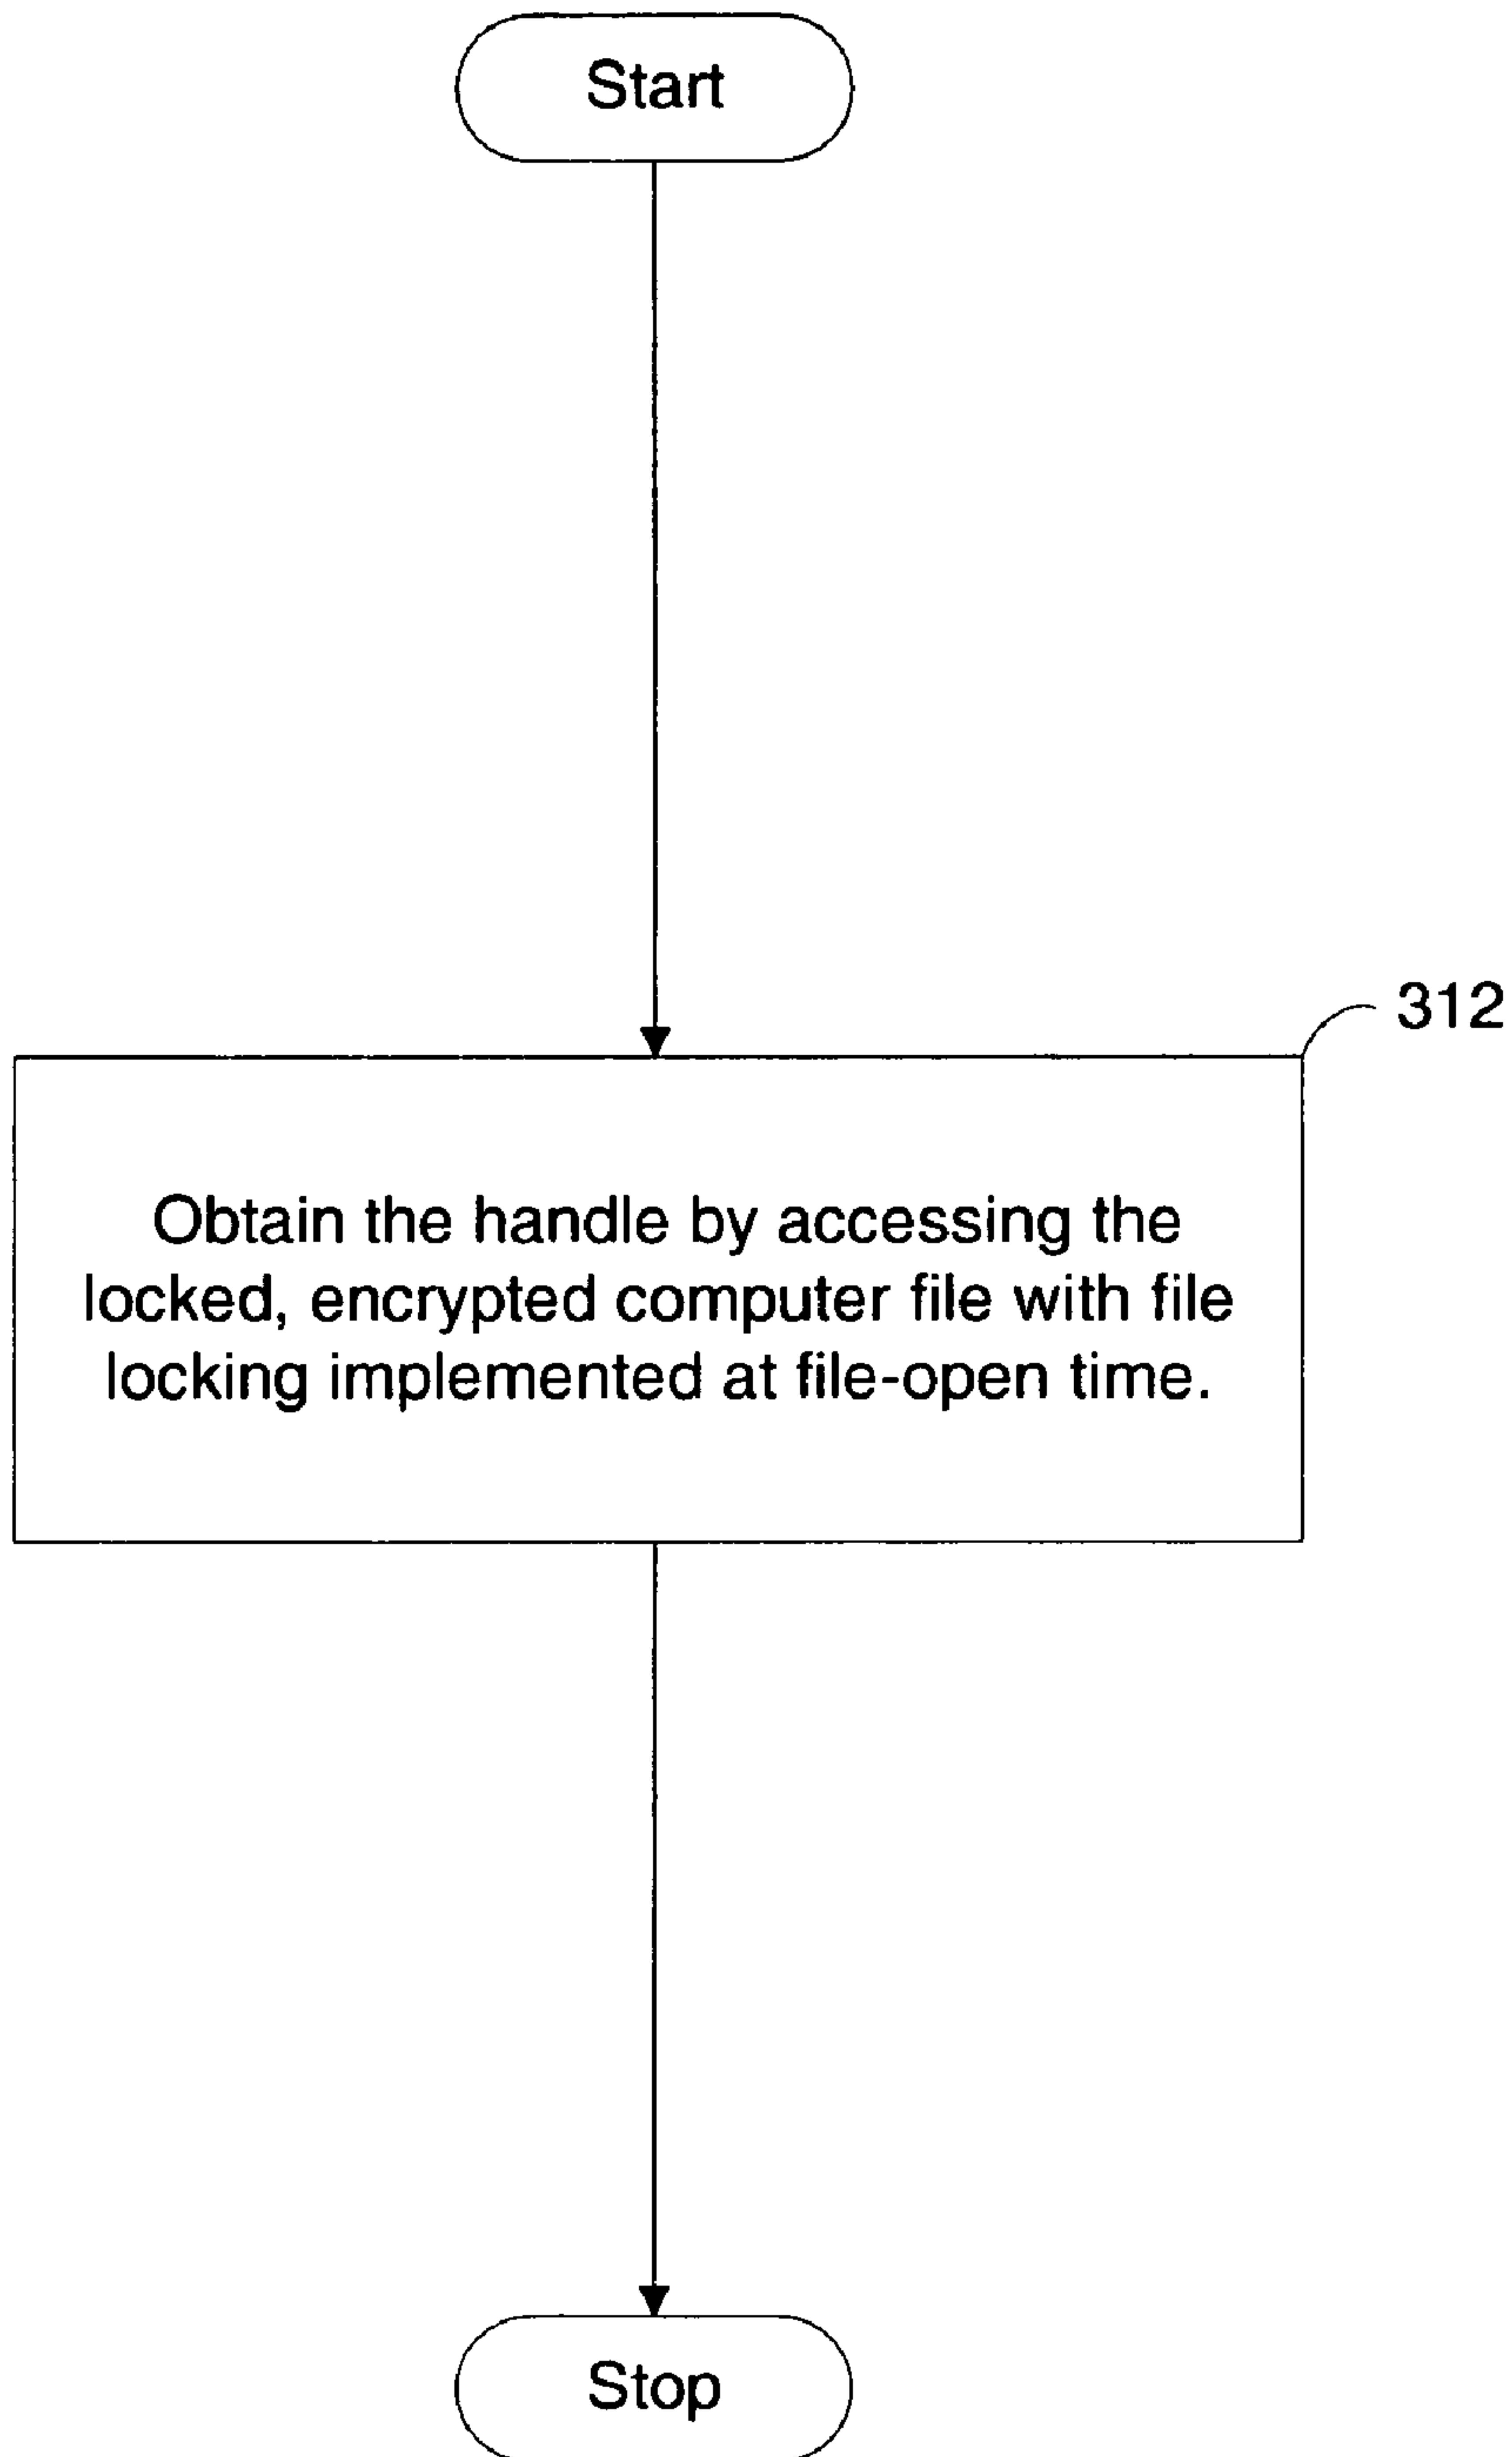 Start
312
Obtain the handle by accessing the
locked, encrypted computer file with file
locking implemented at file-open time.
Stop